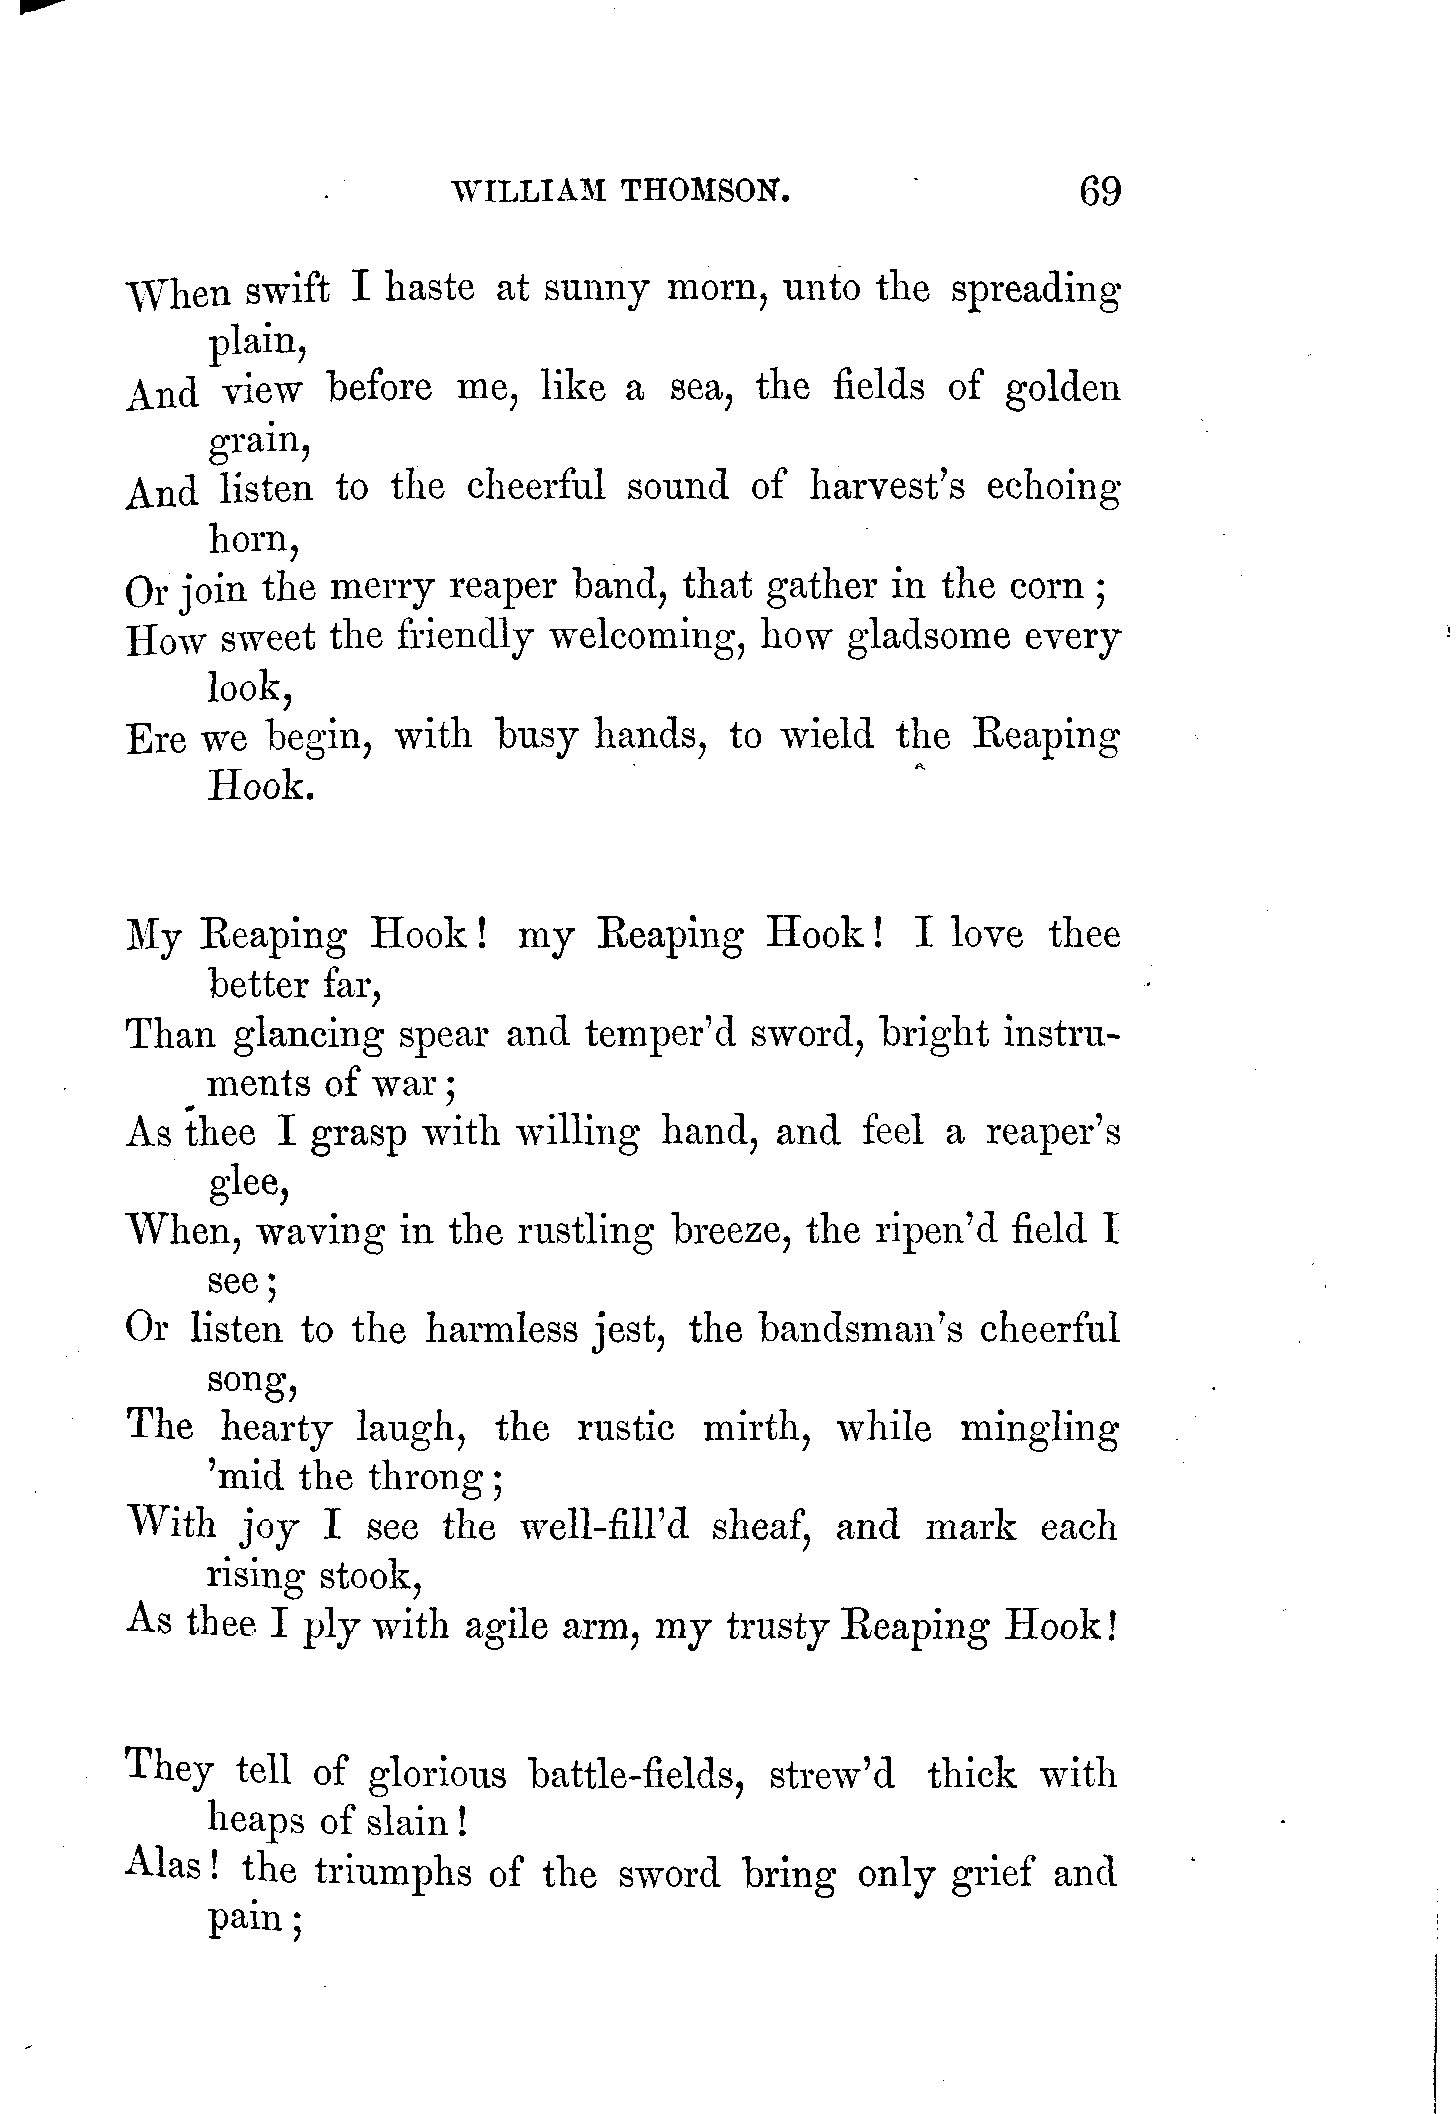 WILLIAM THOMSON. 69
When swift I haste at sunny morn, unto the spreading
plain,
And view before me, like a sea, the fields of golden
grain,
And listen to the cheerful sound of harvest's echoing
horn,
Or join the merry reaper band, that gather in the corn ;
How sweet the friendly welcoming, how gladsome every
look,
Ere we begin, with busy hands, to wield the Reaping
Hook.
My Reaping Hook! my Reaping Hook! I love thee
better far,
Than glancing spear and temper'd sword, bright instru-
ments of war ;
As thee I grasp with willing hand, and feel a reaper's
glee,
When, waving in the rustling breeze, the ripen'd field I
see ;
Or listen to the harmless jest, the bandsman's cheerful
song,
The hearty laugh, the rustic mirth, while mingling
'mid the throng ;
With joy I see the well-fill'd sheaf, and mark each
rising stook,
As thee I ply with agile arm, my trusty Reaping Hook!
They tell of glorious battle-fields, strew'd thick with
heaps of slain !
Alas! the triumphs of the sword bring only grief and
pain ;